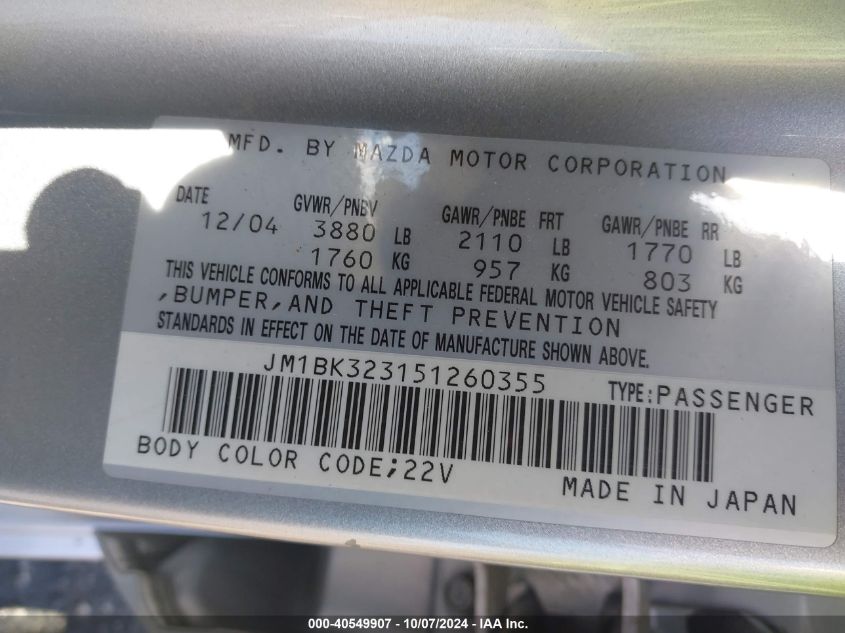 MFD. BY MAZDA MOTOR CORPORATION
DATE GVWR/PNBV GAWR/PNBE FRT GAWR/PNBE RR
12/04 3880 LB 2110 LB 1770 LB
1760 KG 957 KG 803 KG
THIS VEHICLE CONFORMS TO ALL APPLICABLE FEDERAL MOTOR VEHICLE SAFETY
,BUMPER,AND THEFT PREVENTION
STANDARDS IN EFFECT ON THE DATE OF MANUFACTURE SHOWN ABOVE.
JM1BK323151260355 TYPE:PASSENGER
BODY COLOR CODE;22V
MADE IN JAPAN
000-40549907 - 10/07/2024 - IAA Inc.